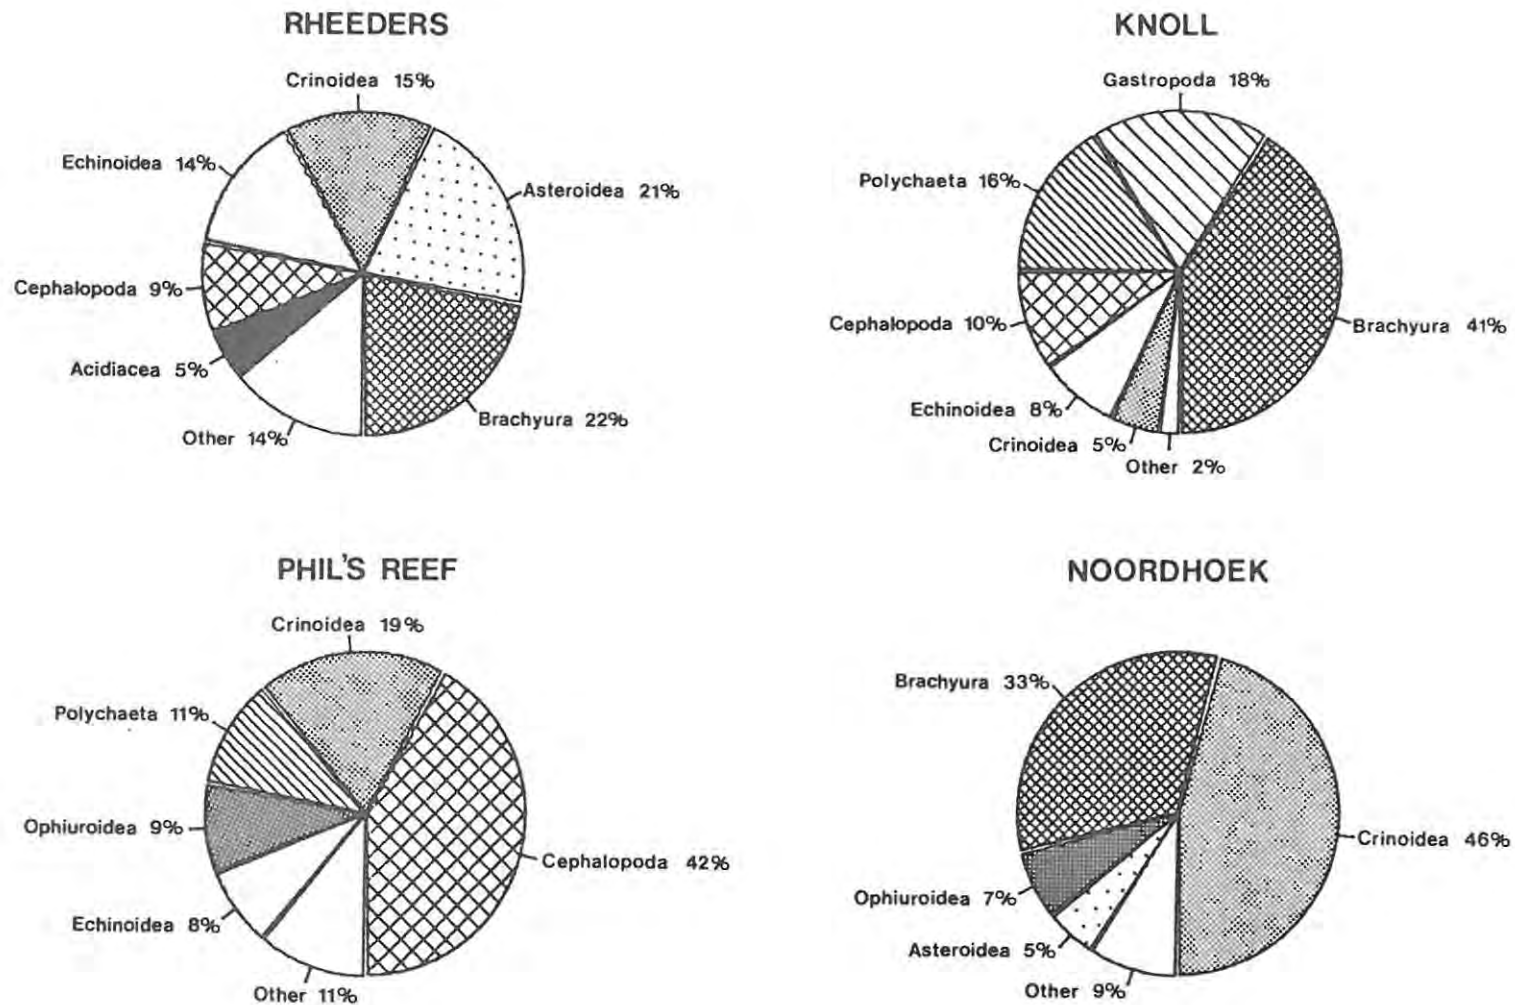 RHEEDERS
Crinoidea 15%
Echinoidea 14%
Asteroidea 21%
Cephalopoda 9%
Acidiacea 5%
Other 14%
Brachyura 22%
KNOLL
Gastropoda 18%
Polychaeta 16%
Cephalopoda 10%
Brachyura 41%
Echinoidea 8%
Crinoidea 5%
Other 2%
PHIL'S REEF
Crinoidea 19%
Polychaeta 11%
Ophiuroidea 9%
Cephalopoda 42%
Echinoidea 8%
Other 11%
NOORDHOEK
Brachyura 33%
Crinoidea 46%
Ophiuroidea 7%
Asteroidea 5%
Other 9%